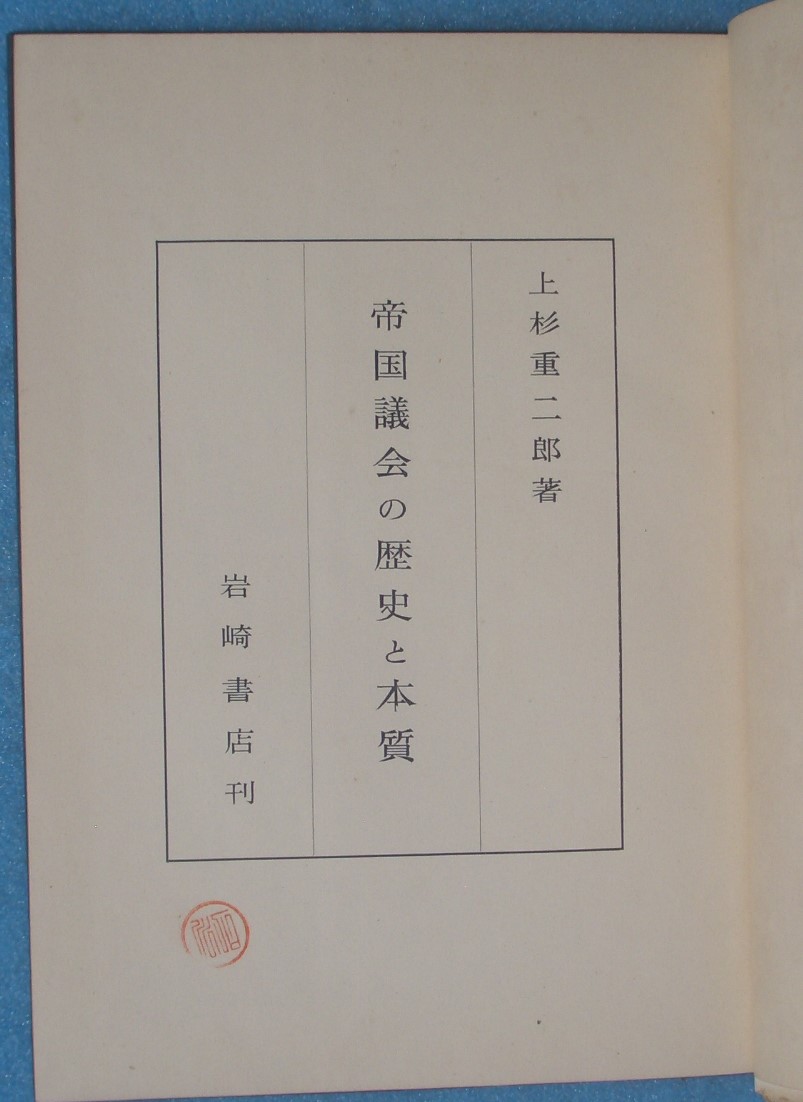 上杉重二郎著
帝国議会の歴史と本質
岩崎書店刊